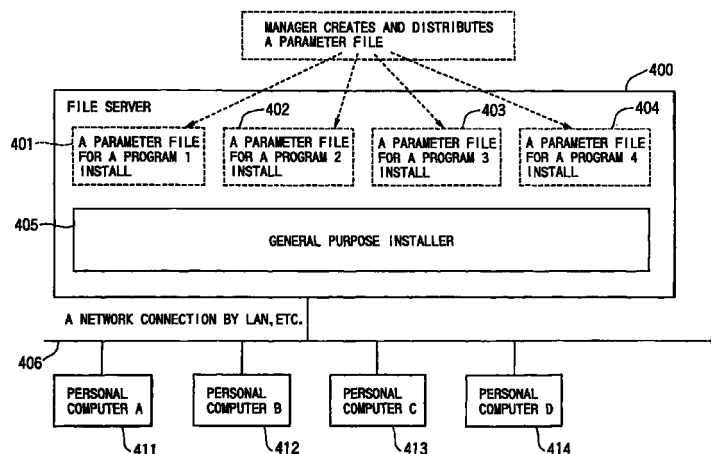 MANAGER CREATES AND DISTRIBUTES
A PARAMETER FILE
400
FILE SERVER
402
403
404
401
A PARAMETER FILE
FOR A PROGRAM 1
INSTALL
A PARAMETER FILE
FOR A PROGRAM 2
INSTALL
A PARAMETER FILE
FOR A PROGRAM 3
INSTALL
A PARAMETER FILE
FOR A PROGRAM 4
INSTALL
405
GENERAL PURPOSE INSTALLER
A NETWORK CONNECTION BY LAN,ETC.
406
PERSONAL
COMPUTER A
PERSONAL
COMPUTER B
PERSONAL
COMPUTER C
PERSONAL
COMPUTER D
411
412
413
414